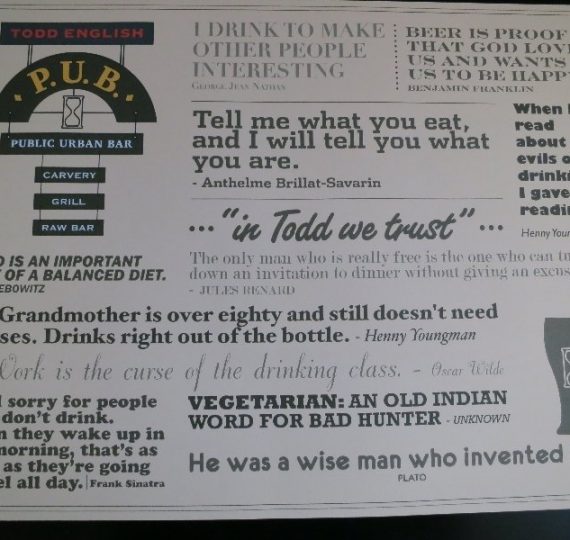 TODD ENGLISH
P.U.B.
PUBLIC URBAN BAR
CARVERY
GRILL
RAW BAR
I DRINK TO MAKE
OTHER PEOPLE
INTERESTING
GEORGE JEAN NATHAN
BEER IS PROOF
THAT GOD LOVE
US AND WANTS
US TO BE HAPPY
BENJAMIN FRANKLIN
Tell me what you eat,
and I will tell you what
you are.
- Anthelme Brillat-Savarin
When I
read
about
evils o
drinki
I gave
readin
Henny Youn
... "in Todd we trust" ...
D IS AN IMPORTANT
T OF A BALANCED DIET.
EBOWITZ
The only man who is really free is the one who can tu
down an invitation to dinner without giving an excus
- JULES RENARD
Grandmother is over eighty and still doesn't need
ses. Drinks right out of the bottle. - Henny Youngman
Work is the curse of the drinking class. - Oscar Wilde
l sorry for people
don't drink.
n they wake up in
morning, that's as
as they're going
el all day. | Frank Sinatra
VEGETARIAN: AN OLD INDIAN
WORD FOR BAD HUNTER - UNKNOWN
He was a wise man who invented
PLATO